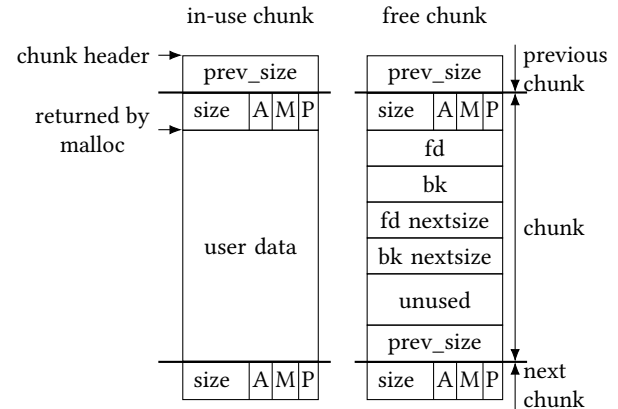 in-use chunk free chunk
chunk header
prev_size prev_size
previous
chunk
size A M P size A M P
returned by
malloc
fd
bk
fd nextsize
bk nextsize
user data
chunk
unused
prev_size
size A M P size A M P
next
chunk